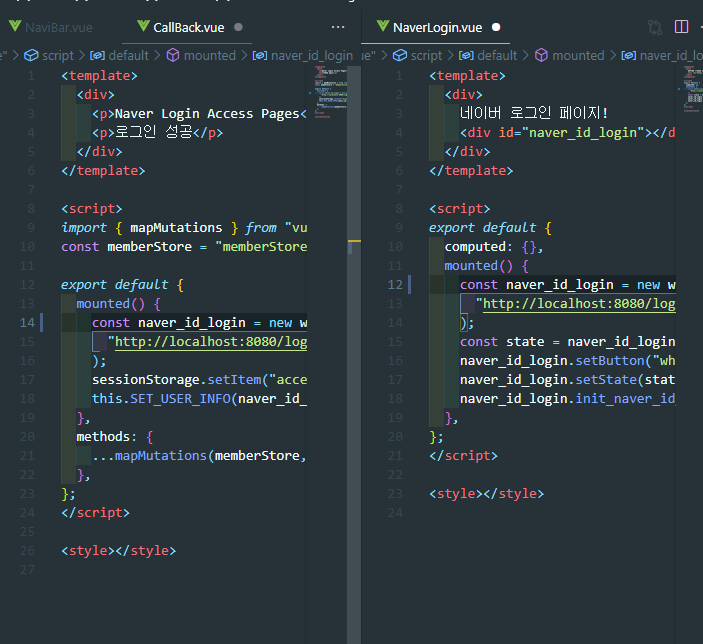 NaviBar.vue
CallBack.vue
e" > script > default > mounted > naver_id_login
1 <template>
2 <div>
3 <p>Naver Login Access Pages<
4 <p>로그인 성공</p>
5 </div>
6 </template>
7
8 <script>
9 import { mapMutations } from "vu
10 const memberStore = "memberStore
11
12 export default {
13 mounted() {
14 const naver_id_login = new w
15 "http://localhost:8080/log
16 );
17 sessionStorage.setItem("acce
18 this.SET_USER_INFO(naver_id_
19 },
20 methods: {
21 ...mapMutations(memberStore,
22 },
23 };
24 </script>
25
26 <style></style>
27
NaverLogin.vue
ue" > script > default > mounted > naver_id_login
1 <template>
2 <div>
3 네이버 로그인 페이지!
4 <div id="naver_id_login"></d
5 </div>
6 </template>
7
8 <script>
9 export default {
10 computed: {},
11 mounted() {
12 const naver_id_login = new w
13 "http://localhost:8080/log
14 );
15 const state = naver_id_login
16 naver_id_login.setButton("wh
17 naver_id_login.setState(stat
18 naver_id_login.init_naver_id_
19 },
20 };
21 </script>
22
23 <style></style>
24